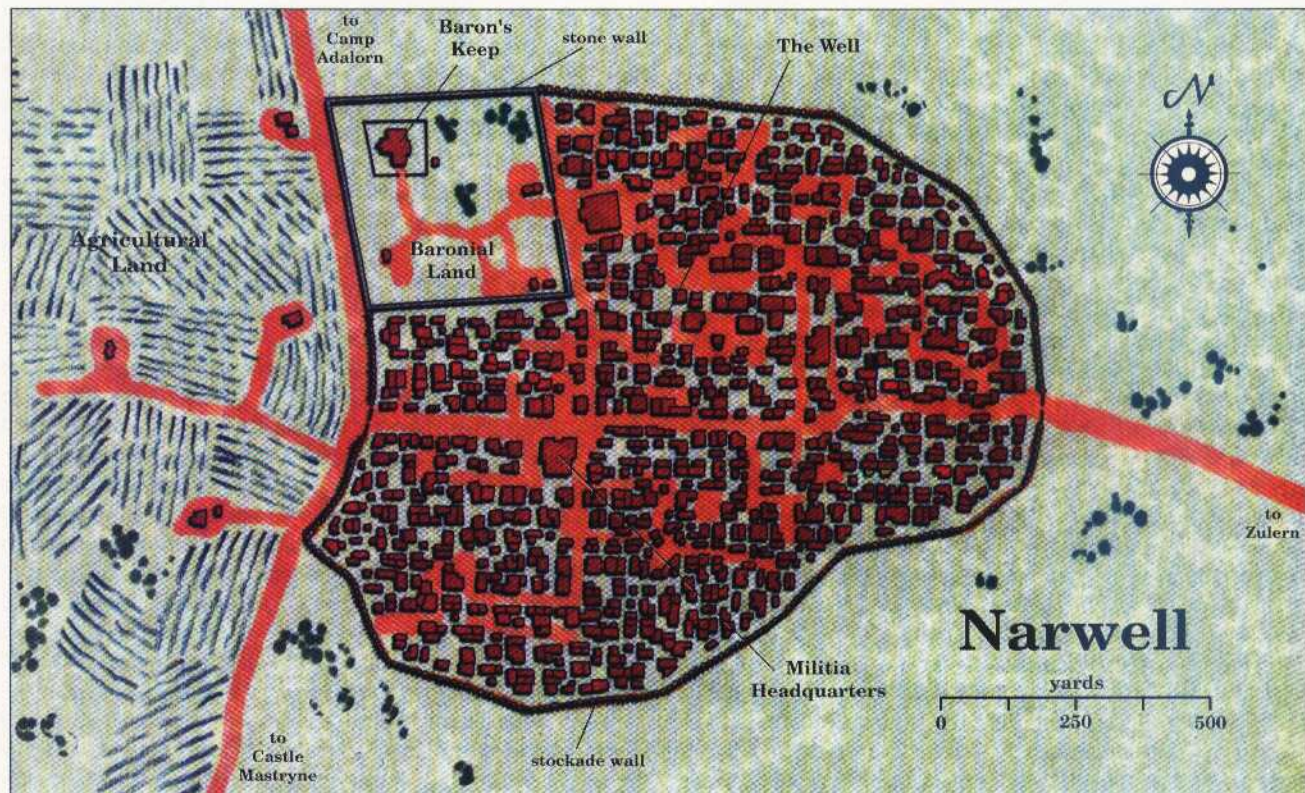 to
Camp
Adalorn
Baron's
Keep
stone wall
The Well
N
Agricultural
Land
Baronial
Land
to
Zulern
Narwell
yards
0 250 500
Militia
Headquarters
stockade wall
to
Castle
Mastryne